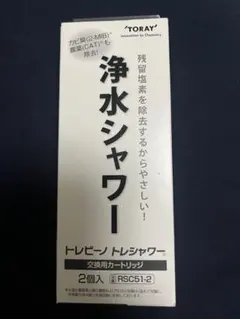 'TORAY'
Innovation by Chemistry
カビ臭(2-MIB)
農薬(CAT)も
除去!
残留塩素を除去するからやさしい!
浄水シャワー
トレビーノ トレシャワー
交換用カートリッジ
2個入 RSC51-2